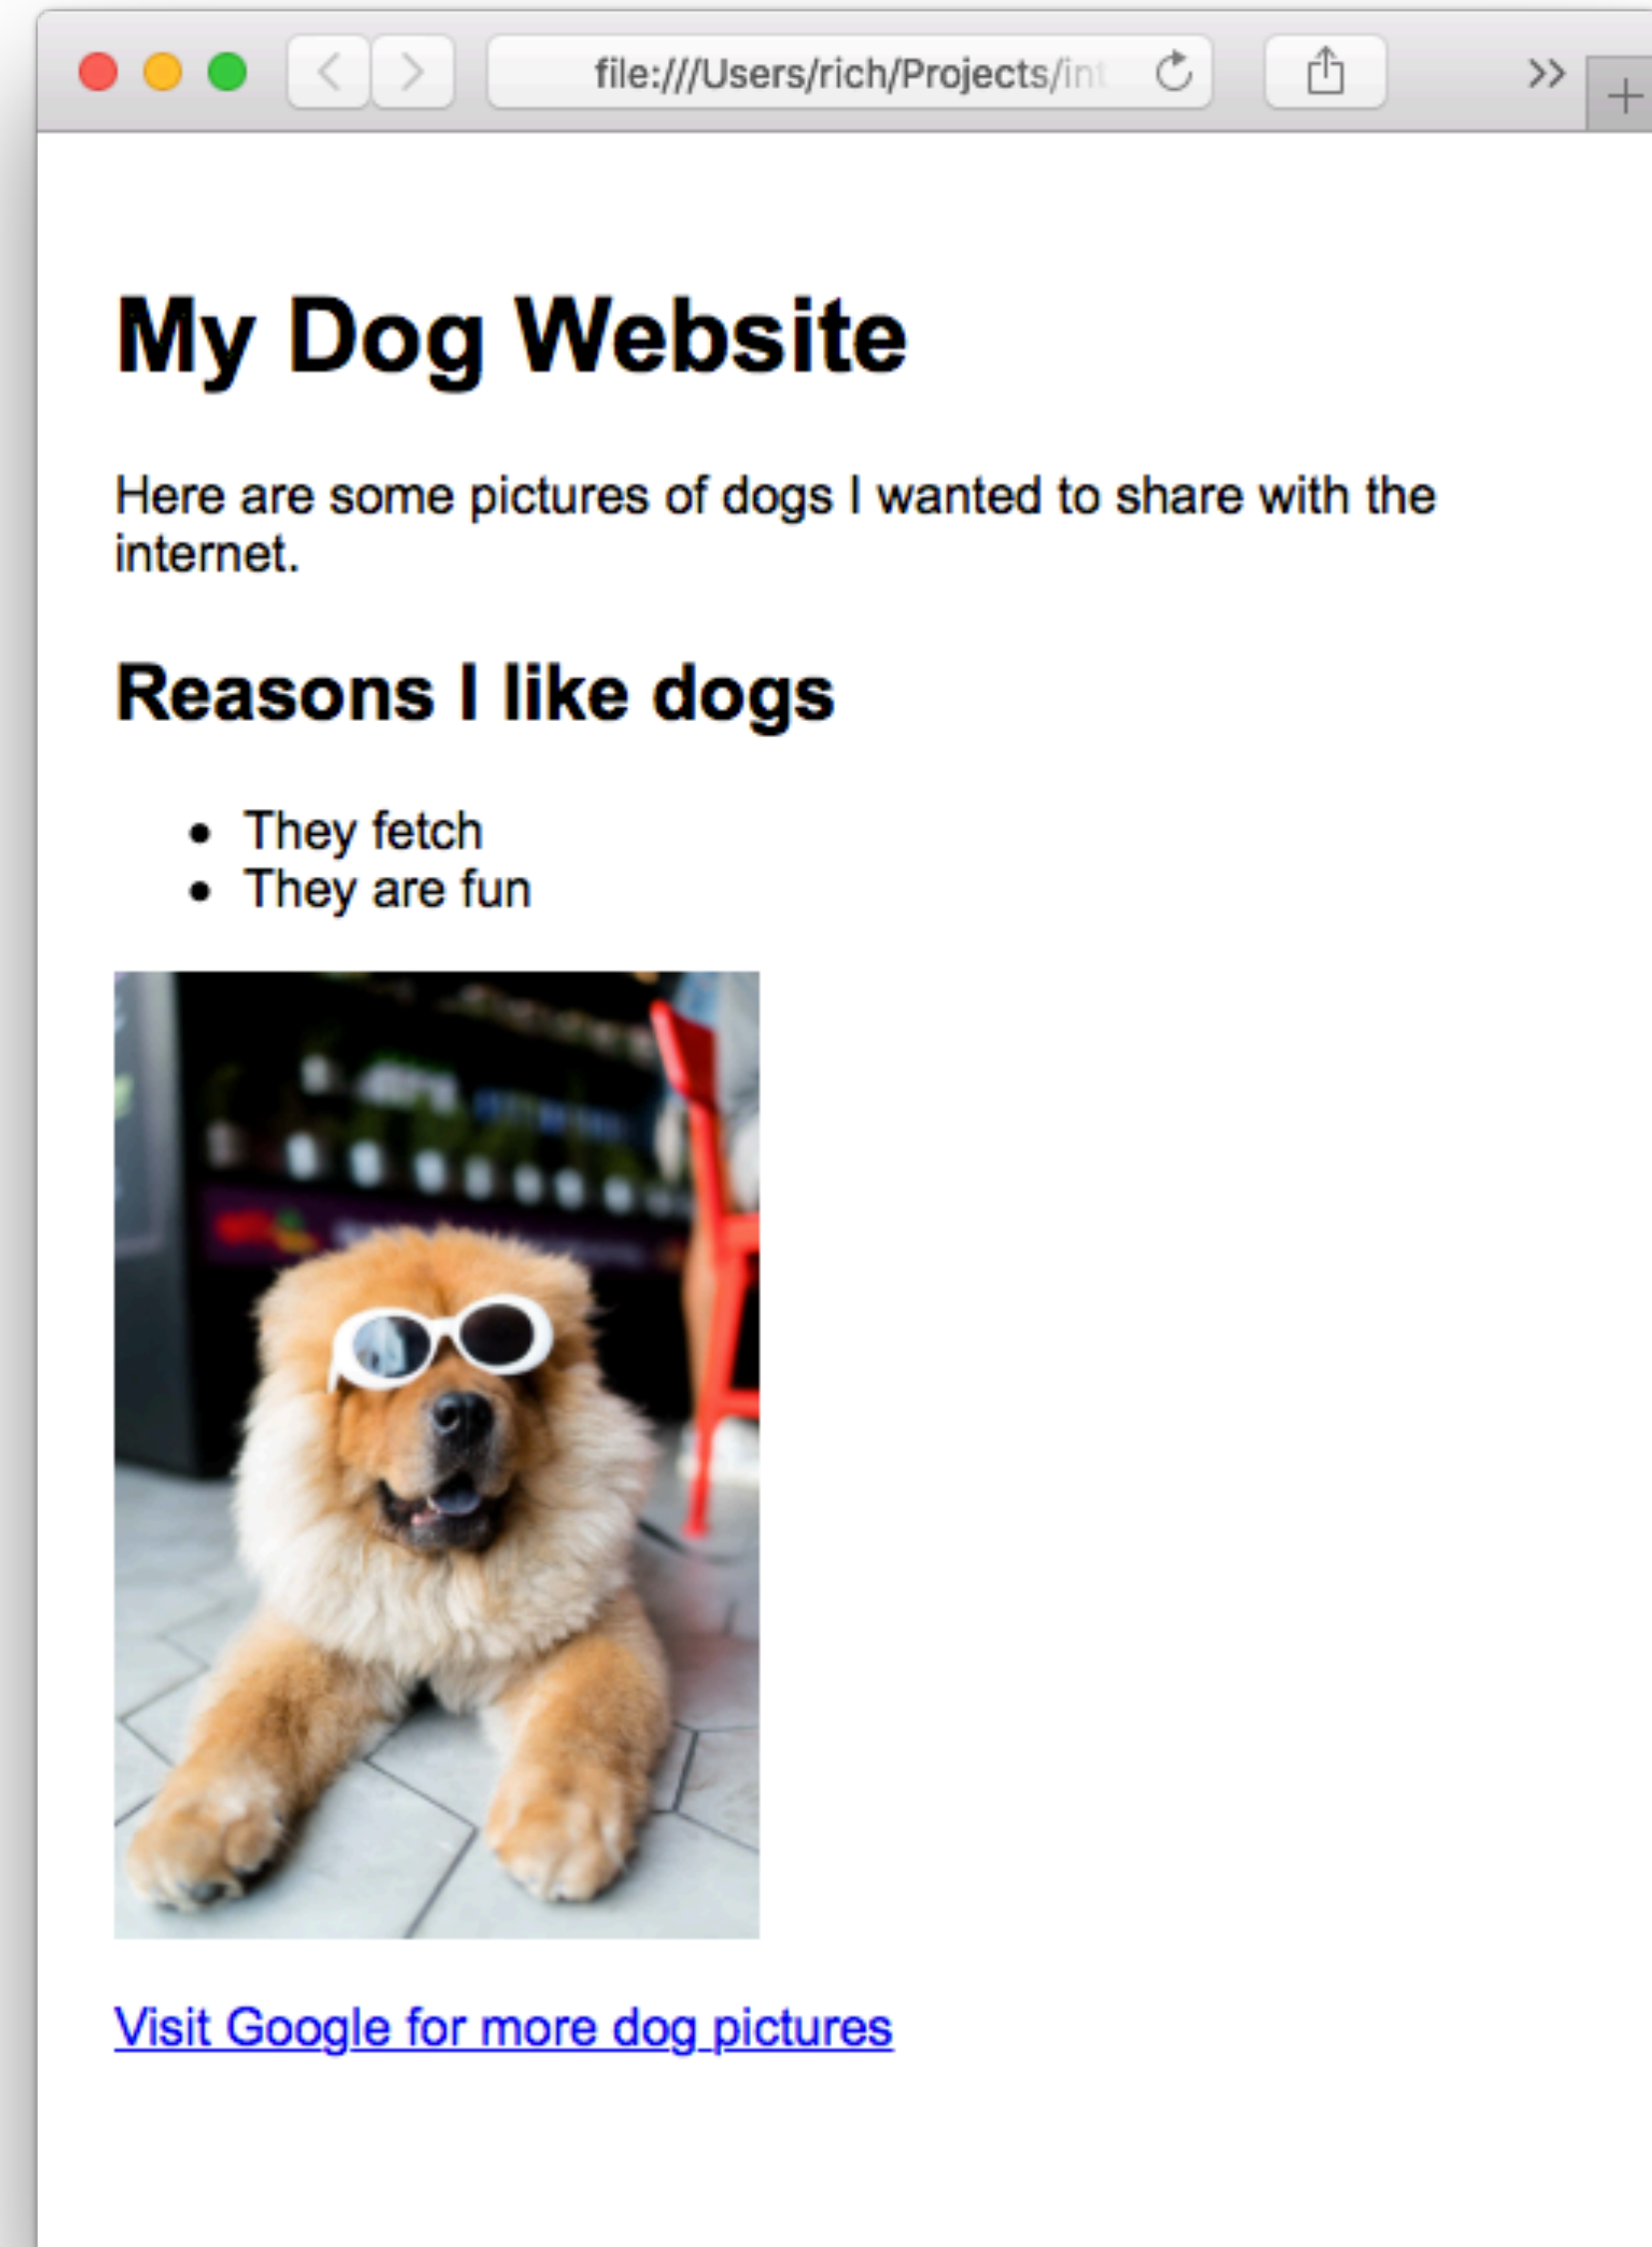 file:///Users/rich/Projects/int
My Dog Website
Here are some pictures of dogs I wanted to share with the
internet.
Reasons I like dogs
• They fetch
• They are fun
Visit Google for more dog pictures